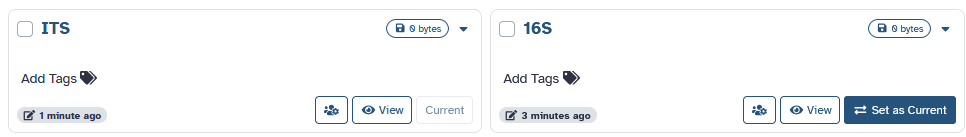 ITS
0 bytes
Add Tags
1 minute ago
View
Current
16S
0 bytes
Add Tags
3 minutes ago
View
Set as Current